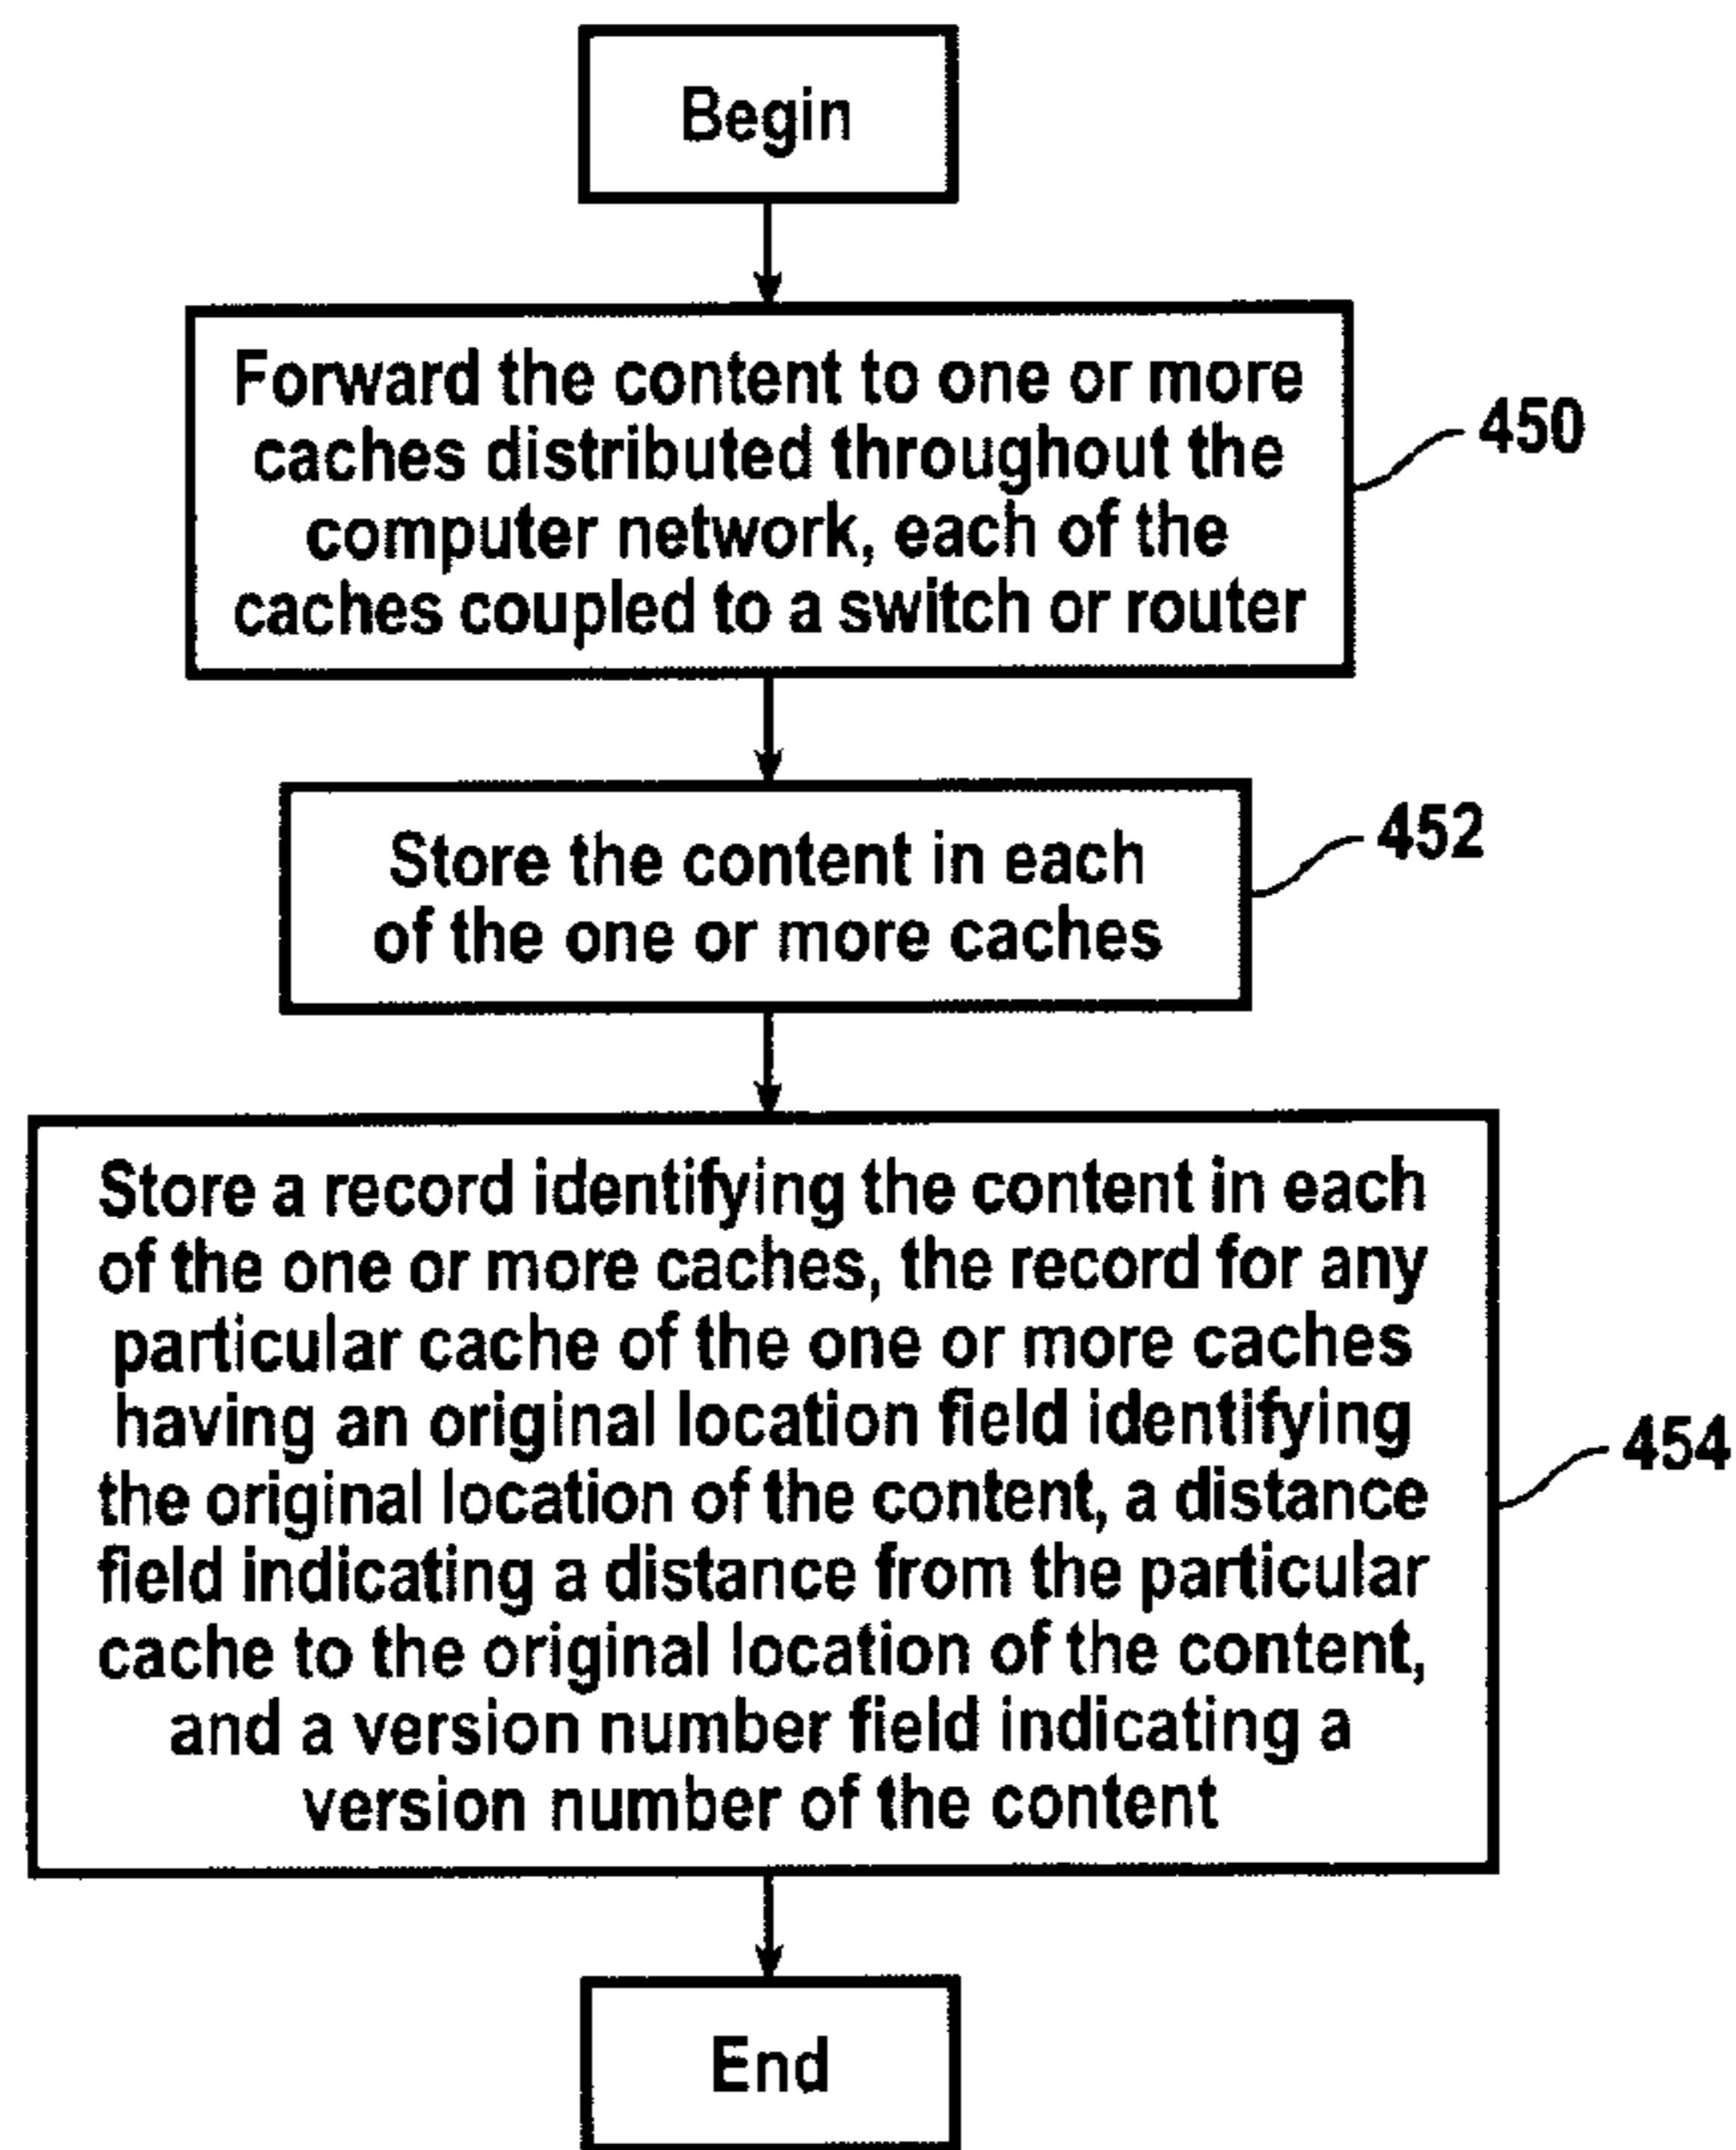 Begin
Forward the content to one or more
caches distributed throughout the
computer network, each of the
caches coupled to a switch or router
450
Store the content in each
of the one or more caches
452
Store a record identifying the content in each
of the one or more caches, the record for any
particular cache of the one or more caches
having an original location field identifying
the original location of the content, a distance
field indicating a distance from the particular
cache to the original location of the content,
and a version number field indicating a
version number of the content
454
End